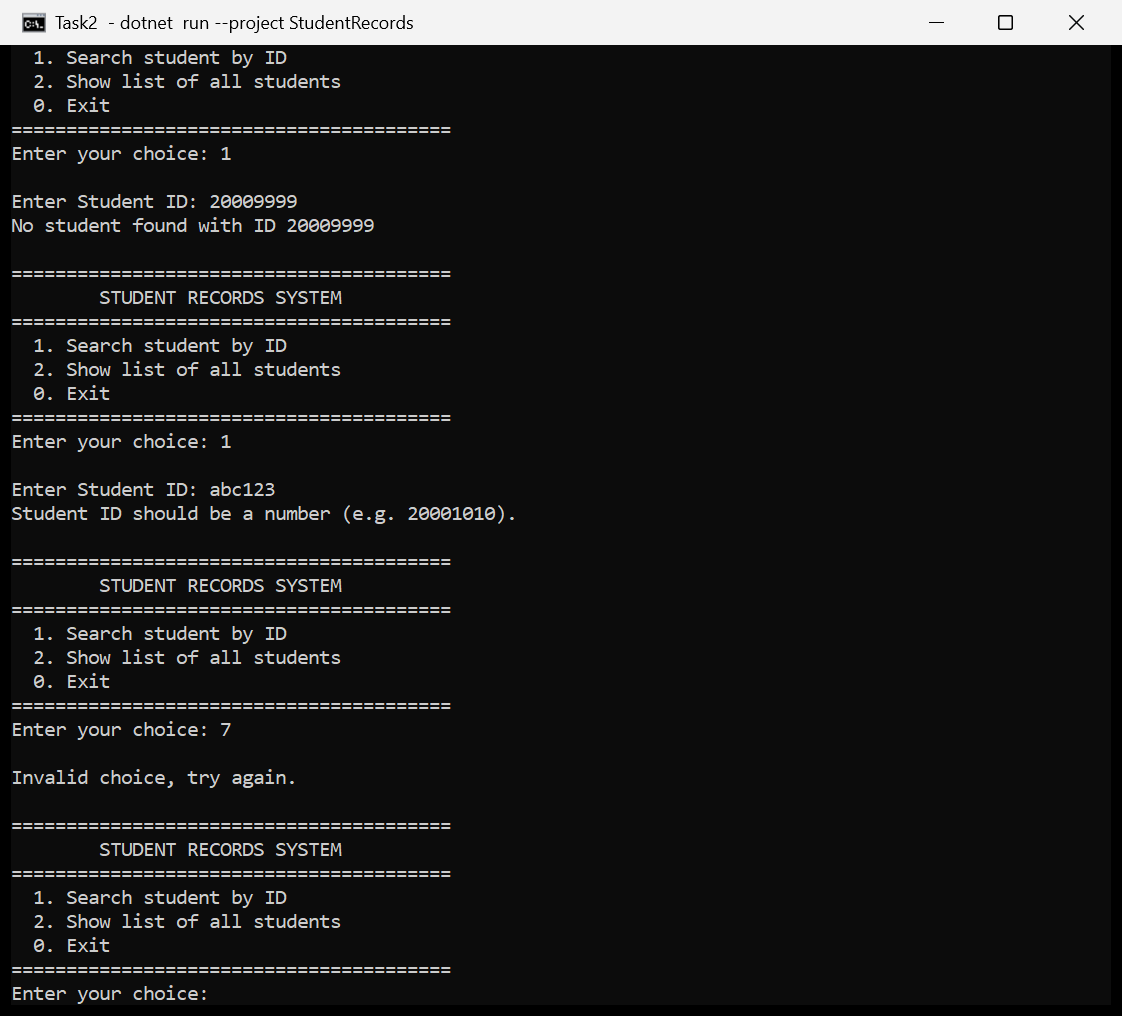 Task2 - dotnet run --project StudentRecords
1. Search student by ID
2. Show list of all students
0. Exit
========================================
Enter your choice: 1
Enter Student ID: 20009999
No student found with ID 20009999
========================================
STUDENT RECORDS SYSTEM
========================================
1. Search student by ID
2. Show list of all students
0. Exit
========================================
Enter your choice: 1
Enter Student ID: abc123
Student ID should be a number (e.g. 20001010).
========================================
STUDENT RECORDS SYSTEM
========================================
1. Search student by ID
2. Show list of all students
0. Exit
========================================
Enter your choice: 7
Invalid choice, try again.
========================================
STUDENT RECORDS SYSTEM
========================================
1. Search student by ID
2. Show list of all students
0. Exit
========================================
Enter your choice: